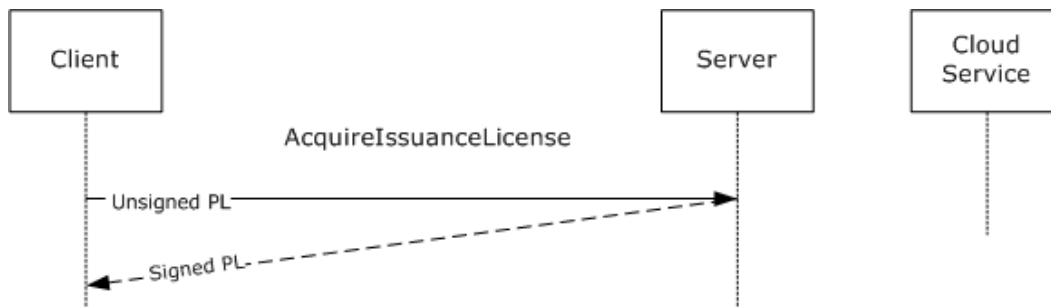 Client
Server
Cloud
Service
AcquireIssuanceLicense
Unsigned PL
Signed PL